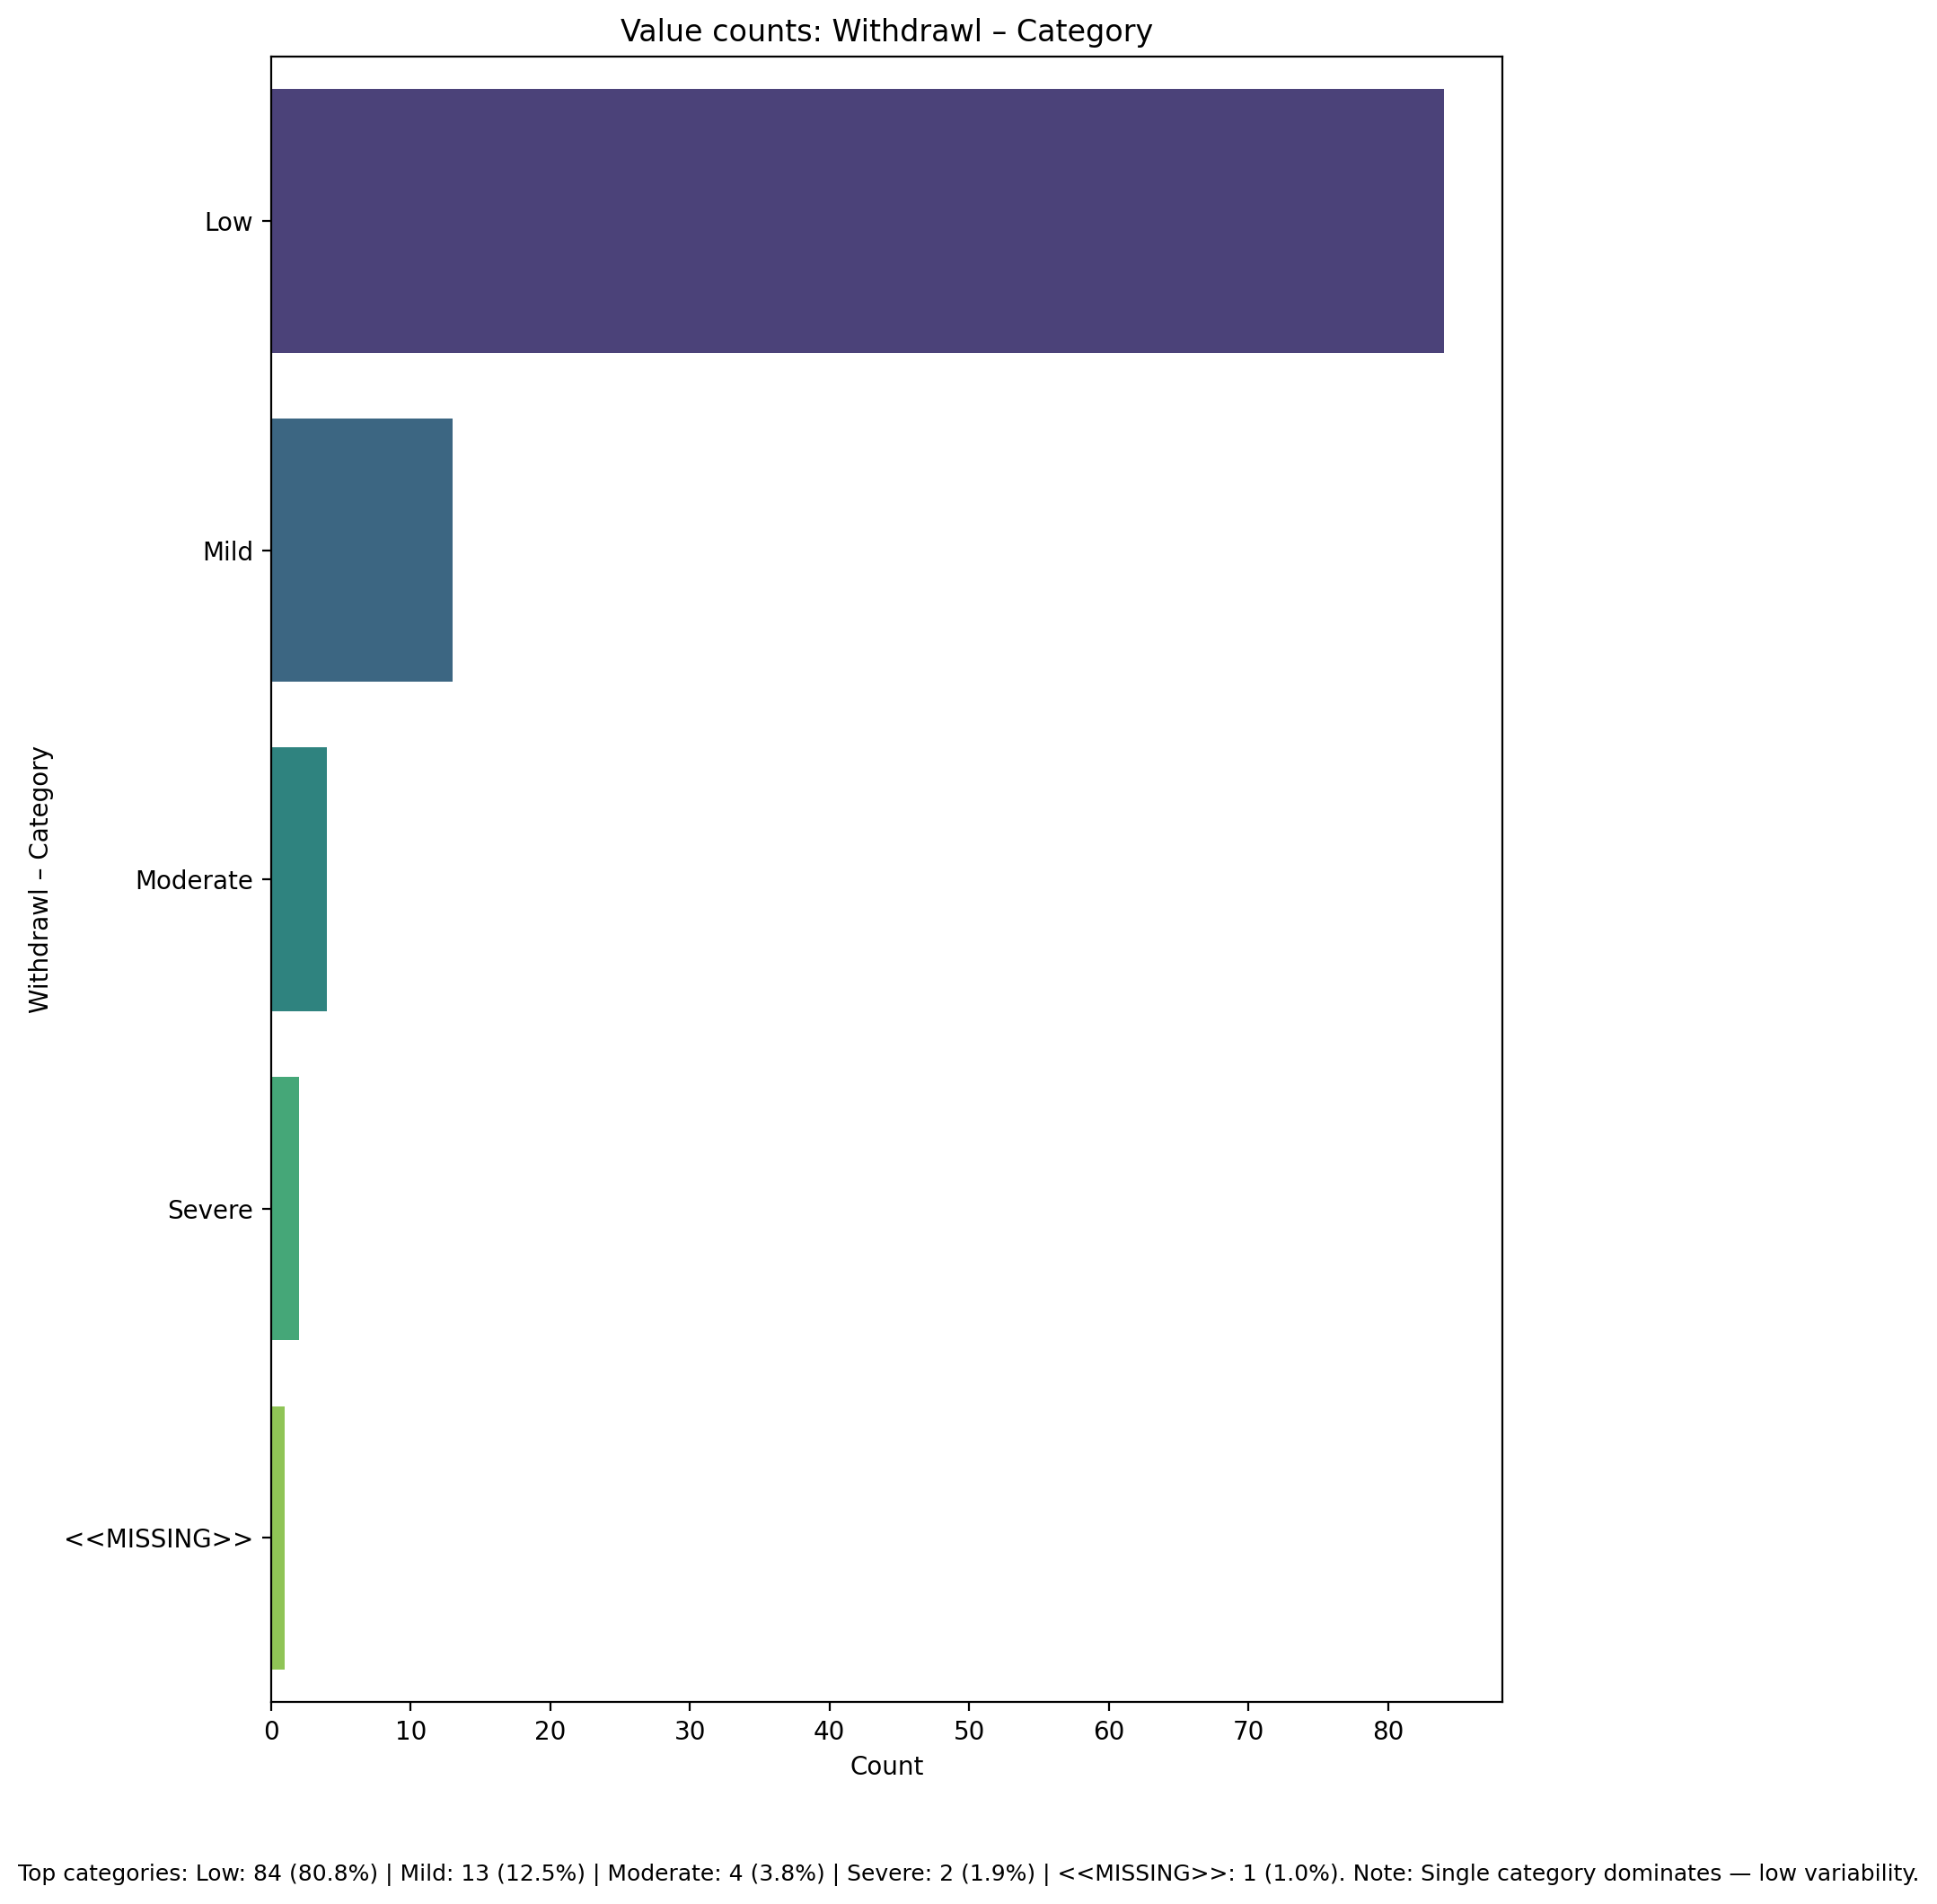 Value counts: Withdrawl – Category
Withdrawl – Category
Low
Mild
Moderate
Severe
<<MISSING>>
0 10 20 30 40 50 60 70 80
Count
Top categories: Low: 84 (80.8%) | Mild: 13 (12.5%) | Moderate: 4 (3.8%) | Severe: 2 (1.9%) | <<MISSING>>: 1 (1.0%). Note: Single category dominates — low variability.